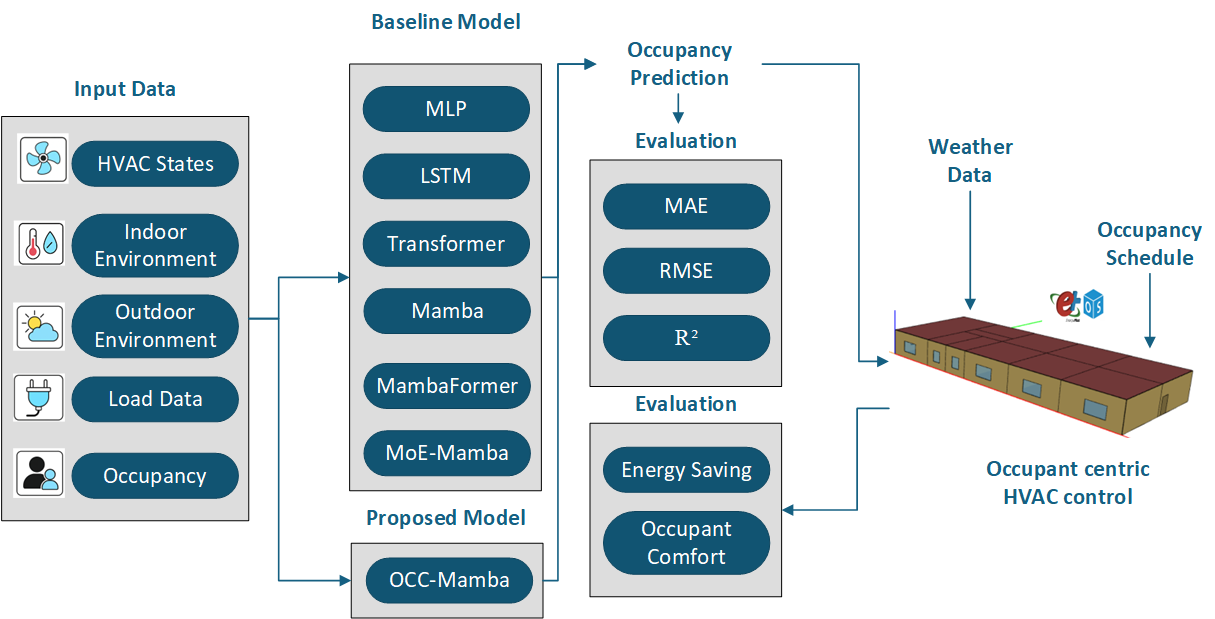 Input Data
HVAC States
Indoor
Environment
Outdoor
Environment
Load Data
Occupancy
Baseline Model
MLP
LSTM
Transformer
Mamba
MambaFormer
MoE-Mamba
Proposed Model
OCC-Mamba
Occupancy
Prediction
Evaluation
MAE
RMSE
R²
Evaluation
Energy Saving
Occupant
Comfort
Weather
Data
Occupancy
Schedule
Occupant centric
HVAC control